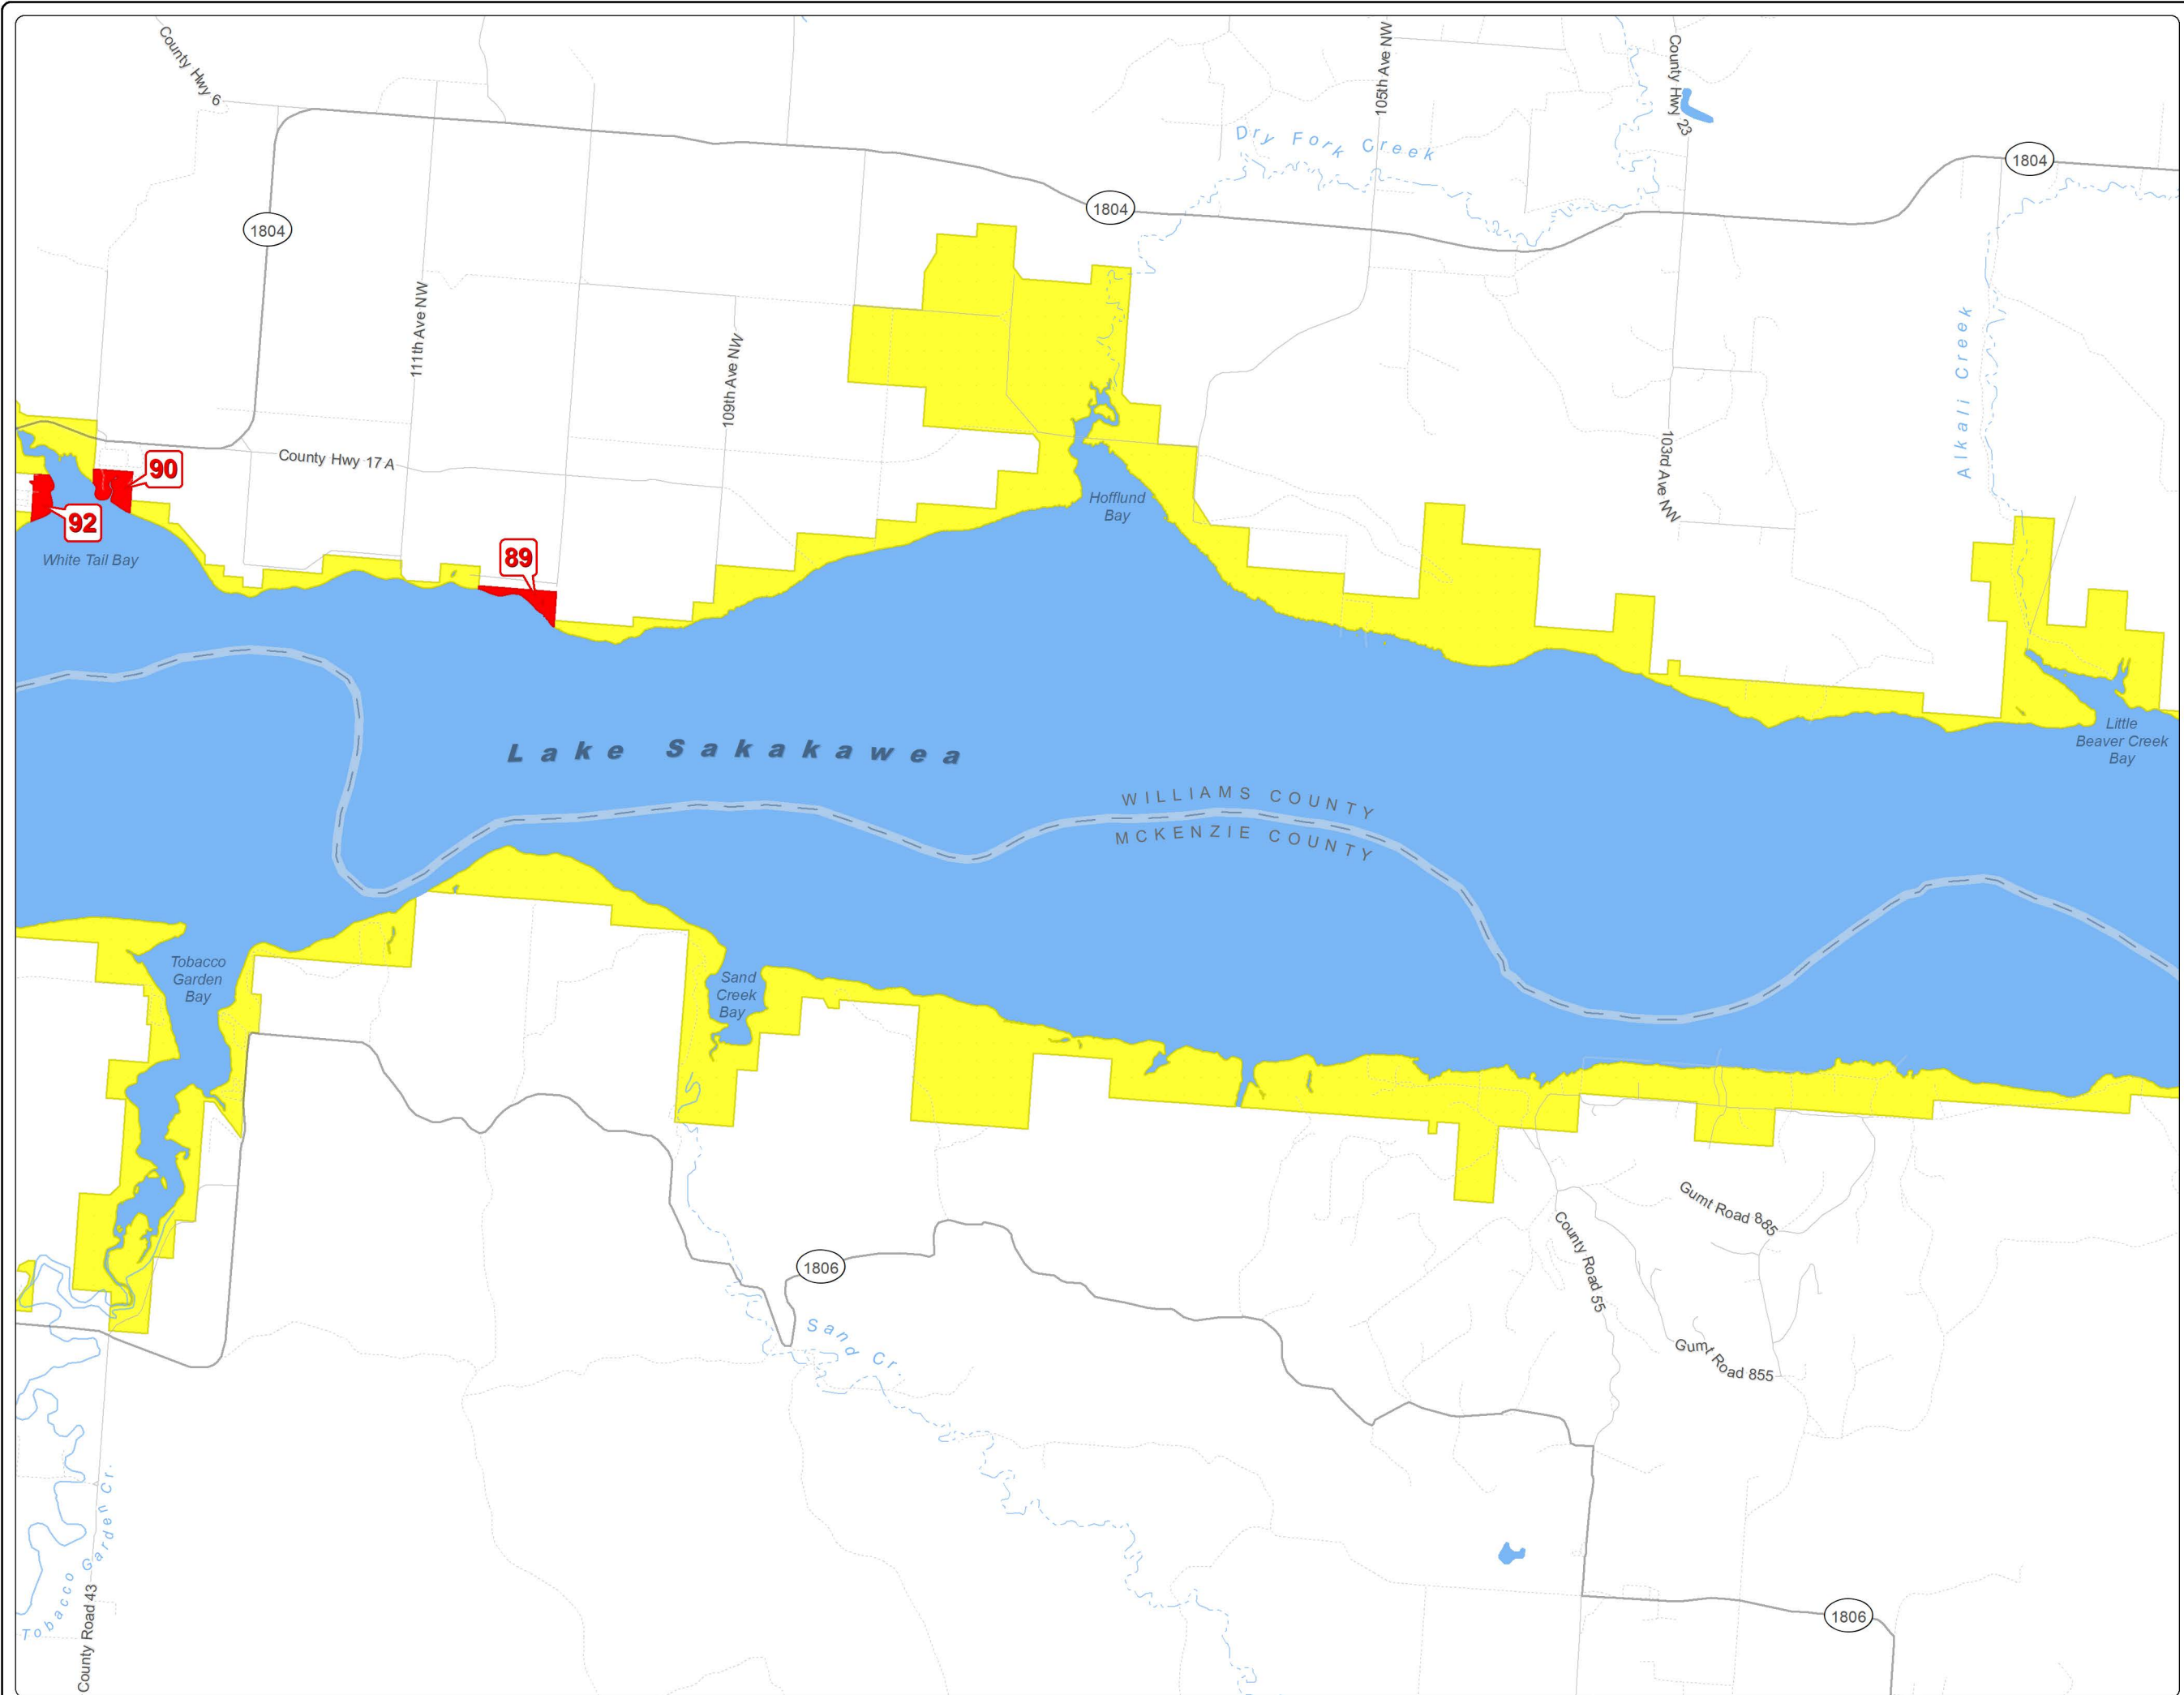 County Hwy 6
105th Ave NW
County Hwy 23
Dry Fork Creek
1804
1804
1804
111th Ave NW
109th Ave NW
Alkali Creek
County Hwy 17 A
103rd Ave NW
90
92
White Tail Bay
89
Hofflund
Bay
Little
Beaver Creek
Bay
Lake Sakakawea
WILLIAMS COUNTY
MCKENZIE COUNTY
Tobacco
Garden
Bay
Sand
Creek
Bay
Gumt Road 885
County Road 55
1806
Sand Cr.
Gumt Road 855
Tobacco Garden Cr.
County Road 43
1806